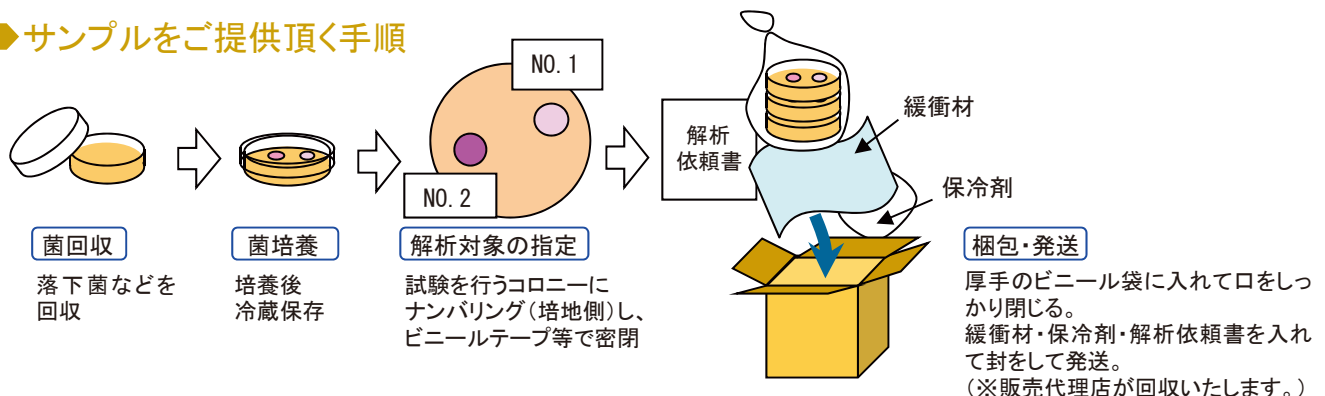 サンプルをご提供頂く手順
NO. 1
NO. 2
解析
依頼書
緩衝材
保冷剤
菌回収
落下菌などを
回収
菌培養
培養後
冷蔵保存
解析対象の指定
試験を行うコロニーに
ナンバリング(培地側)し、
ビニールテープ等で密閉
梱包・発送
厚手のビニール袋に入れて口をしっ
かり閉じる。
緩衝材・保冷剤・解析依頼書を入れ
て封をして発送。
(※販売代理店が回収いたします。)